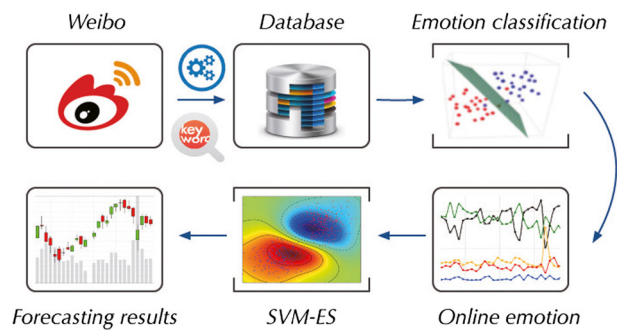 Weibo
Database
Emotion classification
key
word
Forecasting results
SVM-ES
Online emotion